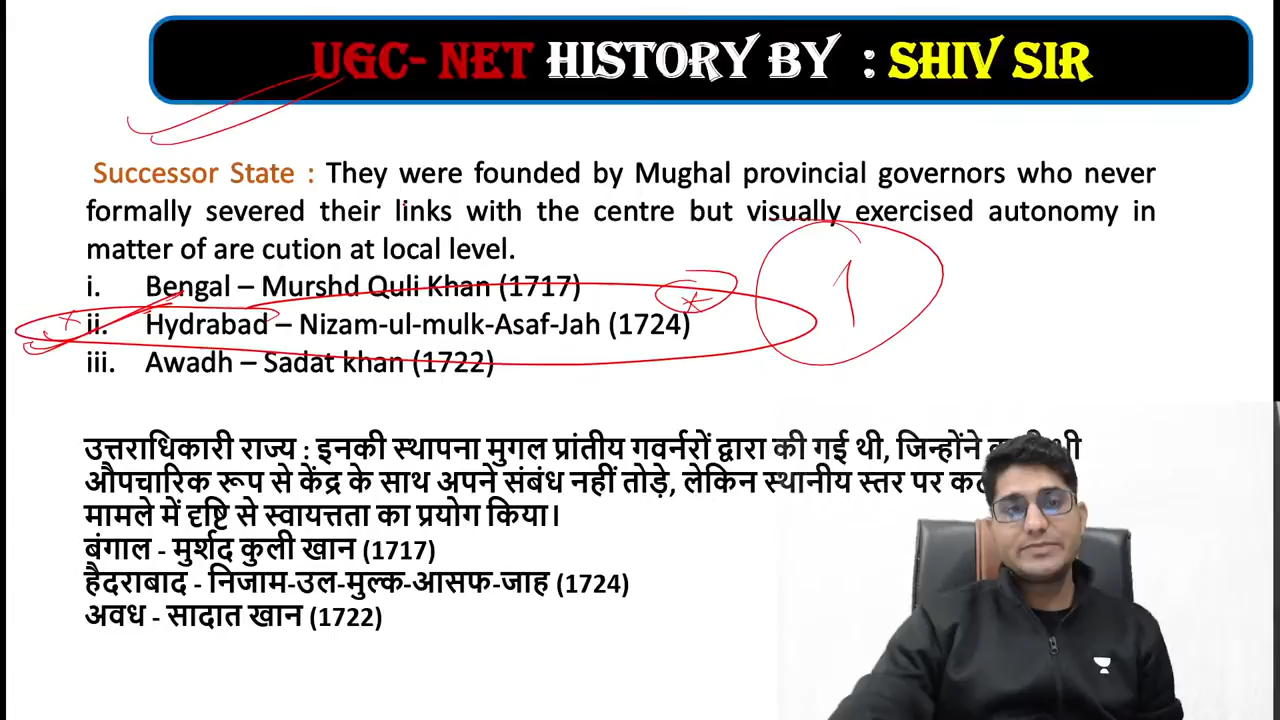 UGC- NET HISTORY BY : SHIV SIR
Successor State : They were founded by Mughal provincial governors who never
formally severed their links with the centre but visually exercised autonomy in
matter of are cution at local level.
i. Bengal – Murshd Quli Khan (1717)
ii. Hydrabad – Nizam-ul-mulk-Asaf-Jah (1724)
iii. Awadh – Sadat khan (1722)
1
उत्तराधिकारी राज्य : इनकी स्थापना मुगल प्रांतीय गवर्नरों द्वारा की गई थी, जिन्होंने
औपचारिक रूप से केंद्र के साथ अपने संबंध नहीं तोड़े, लेकिन स्थानीय स्तर पर
मामले में दृष्टि से स्वायत्तता का प्रयोग किया।
बंगाल - मुर्शद कुली खान (1717)
हैदराबाद - निजाम-उल-मुल्क-आसफ-जाह (1724)
अवध - सादात खान (1722)